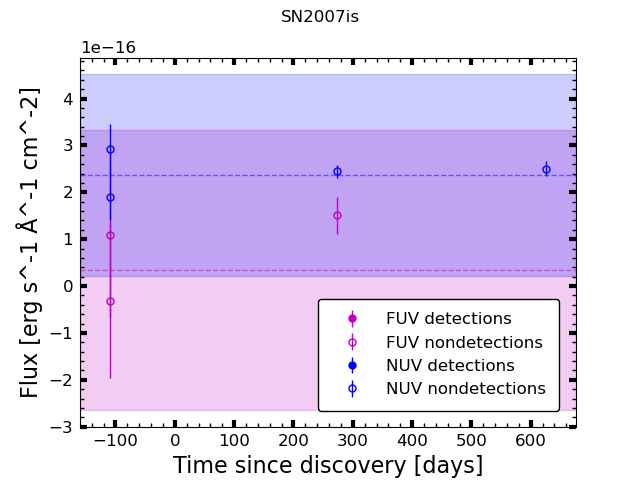 SN2007is
1e−16
4
3
2
1
0
−1
−2
−3
−100 0 100 200 300 400 500 600
Flux [erg s^-1 Å^-1 cm^-2]
Time since discovery [days]
FUV detections
FUV nondetections
NUV detections
NUV nondetections